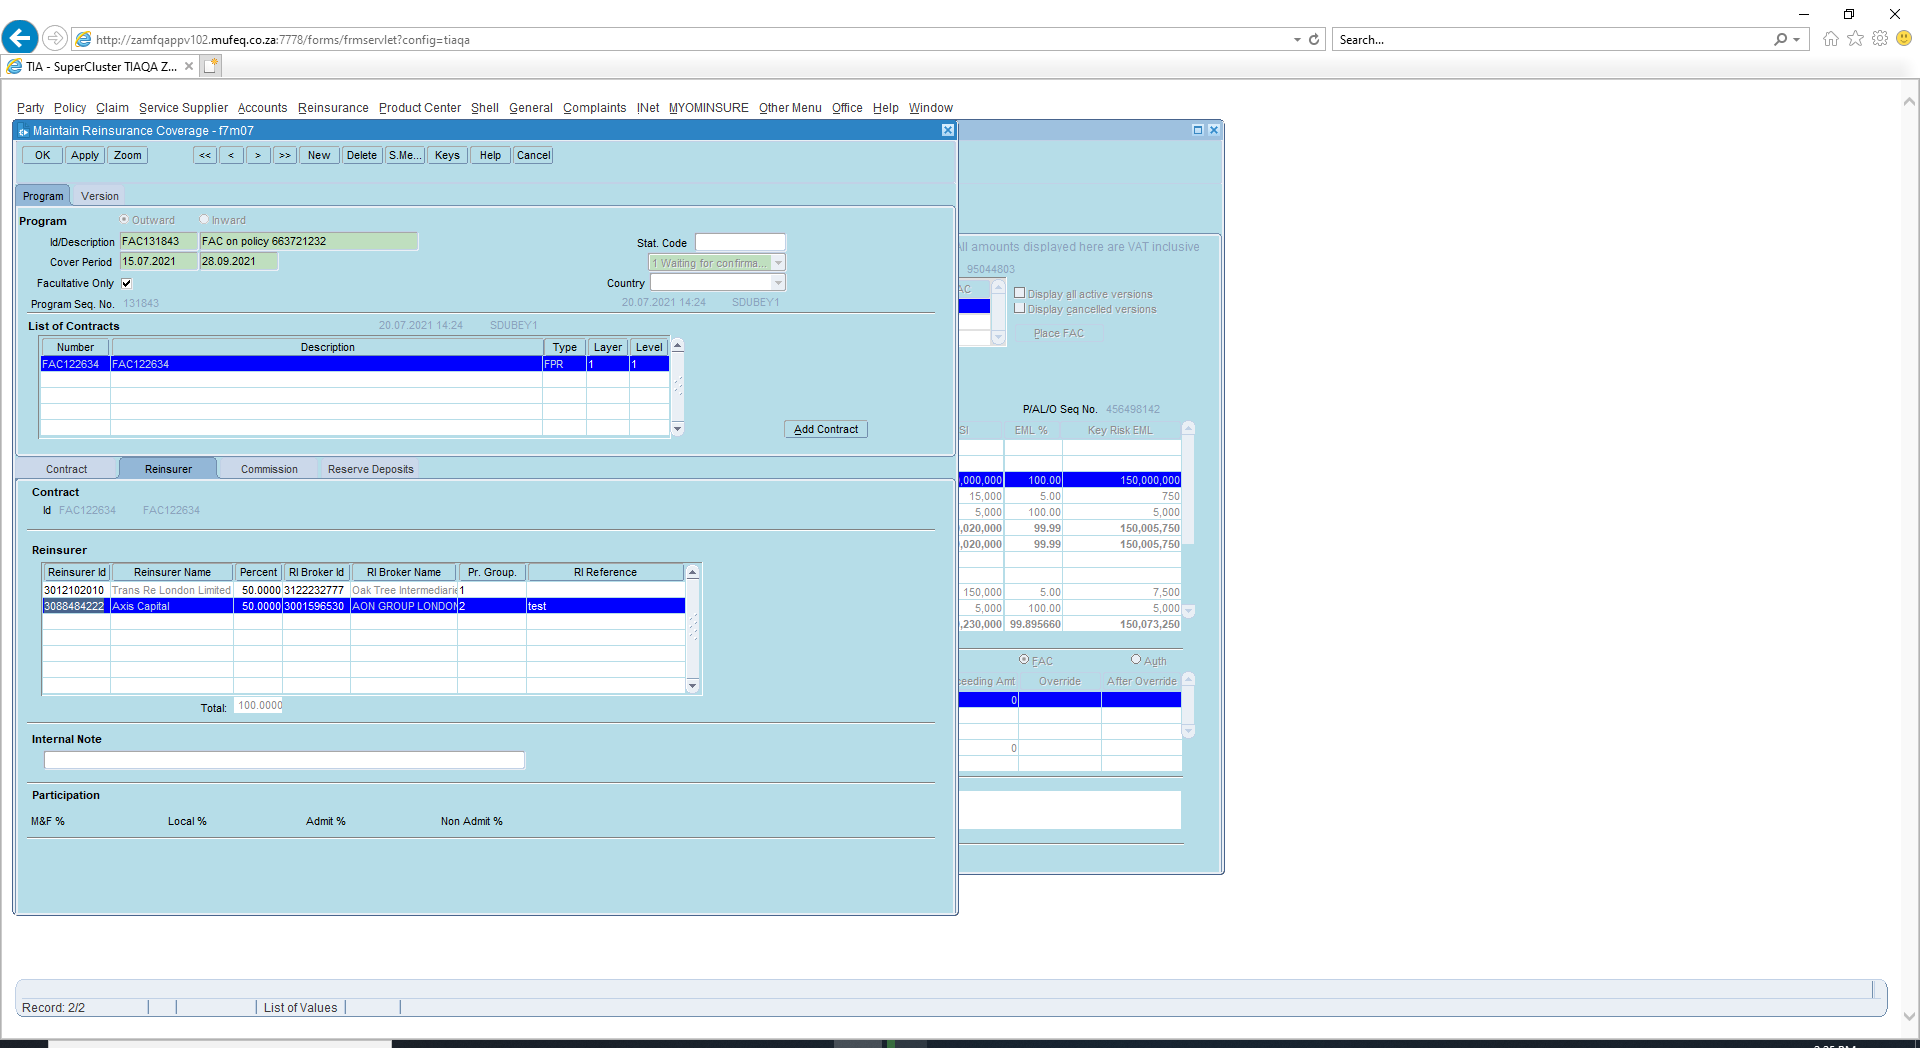 http://zamfqappv102.mufeq.co.za:7778/forms/frmservlet?config=tiaqa
Search...
TIA - SuperCluster TIAQA Z...
Party Policy Claim Service Supplier Accounts Reinsurance Product Center Shell General Complaints INet MYOMINSURE Other Menu Office Help Window
Maintain Reinsurance Coverage - f7m07
OK Apply Zoom << < > >> New Delete S.Me... Keys Help Cancel
Program Version
Program Outward Inward
Id/Description FAC131843 FAC on policy 663721232 Stat. Code
Cover Period 15.07.2021 28.09.2021 1 Waiting for confirma...
Facultative Only Country
Program Seq. No. 131843 20.07.2021 14:24 SDUBEY1
List of Contracts 20.07.2021 14:24 SDUBEY1
Number Description Type Layer Level
FAC122634 FAC122634 FPR 1 1
Add Contract
Contract Reinsurer Commission Reserve Deposits
Contract
Id FAC122634 FAC122634
Reinsurer
Reinsurer Id Reinsurer Name Percent RI Broker Id RI Broker Name Pr. Group. RI Reference
3012102010 Trans Re London Limited 50.0000 3122232777 Oak Tree Intermediarie 1
3088484222 Axis Capital 50.0000 3001596530 AON GROUP LONDON 2 test
Total: 100.0000
Internal Note
Participation
M&F % Local % Admit % Non Admit %
All amounts displayed here are VAT inclusive
95044803
AC
Display all active versions
Display cancelled versions
Place FAC
P/AL/O Seq No. 456498142
SI EML % Key Risk EML
,000,000 100.00 150,000,000
15,000 5.00 750
5,000 100.00 5,000
,020,000 99.99 150,005,750
,020,000 99.99 150,005,750
150,000 5.00 7,500
5,000 100.00 5,000
,230,000 99.895660 150,073,250
FAC Auth
ceeding Amt Override After Override
0
0
Record: 2/2 List of Values